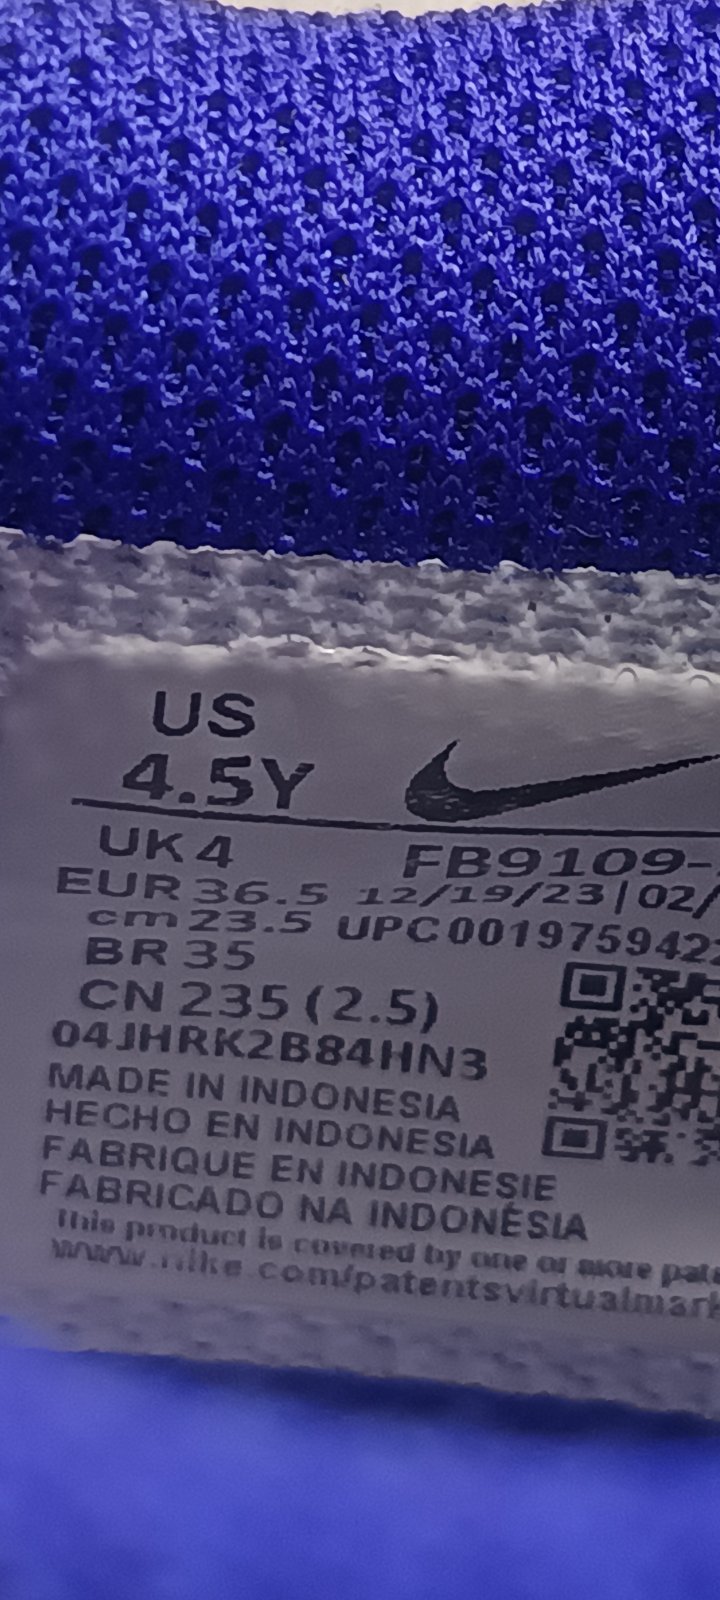 US
4.5Y
UK 4 FB9109-
EUR 36.5 12/19/23|02/
cm 23.5 UPC0019759422
BR 35
CN 235 (2.5)
04JHRK2B84HN3
MADE IN INDONESIA
HECHO EN INDONESIA
FABRIQUE EN INDONESIE
FABRICADO NA INDONÉSIA
This product is covered by one or more pate
www.nike.com/patentsvirtualmark